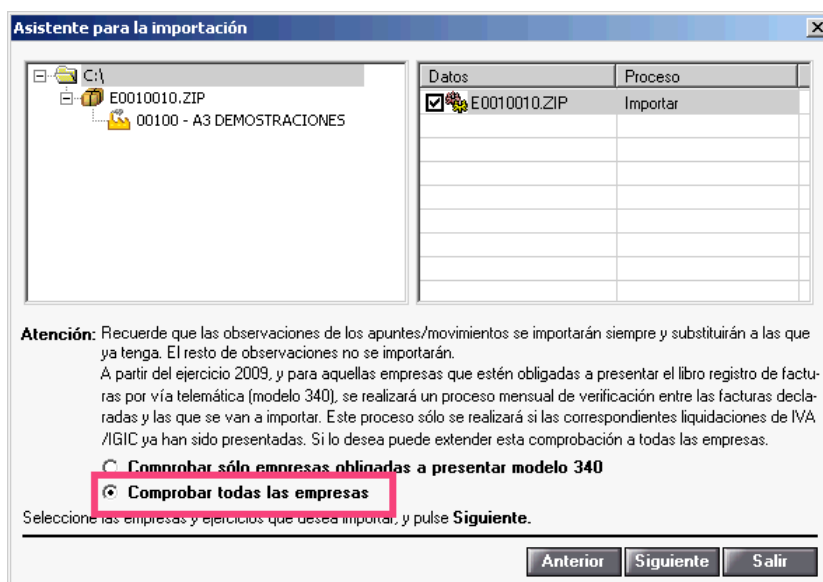 Asistente para la importación
C:\
E0010010.ZIP
00100 - A3 DEMOSTRACIONES
Datos Proceso
E0010010.ZIP Importar
Atención: Recuerde que las observaciones de los apuntes/movimientos se importarán siempre y substituirán a las que
ya tenga. El resto de observaciones no se importarán.
A partir del ejercicio 2009, y para aquellas empresas que estén obligadas a presentar el libro registro de factu-
ras por vía telemática (modelo 340), se realizará un proceso mensual de verificación entre las facturas decla-
radas y las que se van a importar. Este proceso sólo se realizará si las correspondientes liquidaciones de IVA
/IGIC ya han sido presentadas. Si lo desea puede extender esta comprobación a todas las empresas.
Comprobar sólo empresas obligadas a presentar modelo 340
Comprobar todas las empresas
Seleccione las empresas y ejercicios que desea importar, y pulse Siguiente.
Anterior Siguiente Salir